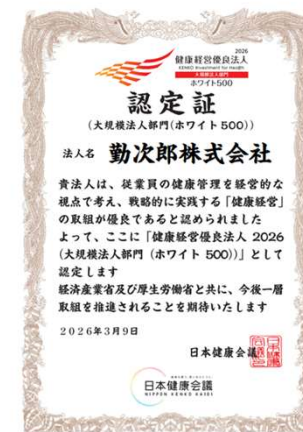 2026
健康経営優良法人
KENKO Investment for Health
大規模法人部門
ホワイト500
認定証
(大規模法人部門(ホワイト500))
法人名 勤次郎株式会社
貴法人は、従業員の健康管理を経営的な
視点で考え、戦略的に実践する「健康経営」
の取組が優良であると認められました
よって、ここに「健康経営優良法人 2026
(大規模法人部門(ホワイト 500))」として
認定します
経済産業省及び厚生労働省と共に、今後一層
取組を推進されることを期待いたします
2026年3月9日
日本健康会議
日本健康会議
NIPPON KENKO KAIGI